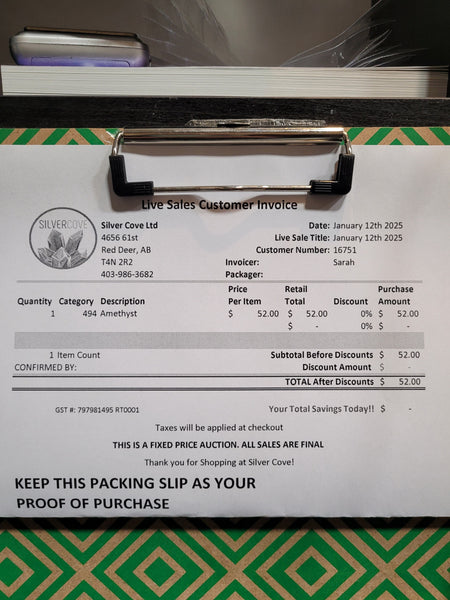 Live Sales Customer Invoice
SILVERCOVE
Silver Cove Ltd
4656 61st
Red Deer, AB
T4N 2R2
403-986-3682
Date: January 12th 2025
Live Sale Title: January 12th 2025
Customer Number: 16751
Invoicer: Sarah
Packager:
Quantity Category Description Price Per Item Retail Total Discount Purchase Amount
1 494 Amethyst $ 52.00 $ 52.00 0% $ 52.00
$ - 0% $ -
1 Item Count Subtotal Before Discounts $ 52.00
CONFIRMED BY: Discount Amount $ -
TOTAL After Discounts $ 52.00
GST #: 797981495 RT0001 Your Total Savings Today!! $ -
Taxes will be applied at checkout
THIS IS A FIXED PRICE AUCTION. ALL SALES ARE FINAL
Thank you for Shopping at Silver Cove!
KEEP THIS PACKING SLIP AS YOUR
PROOF OF PURCHASE